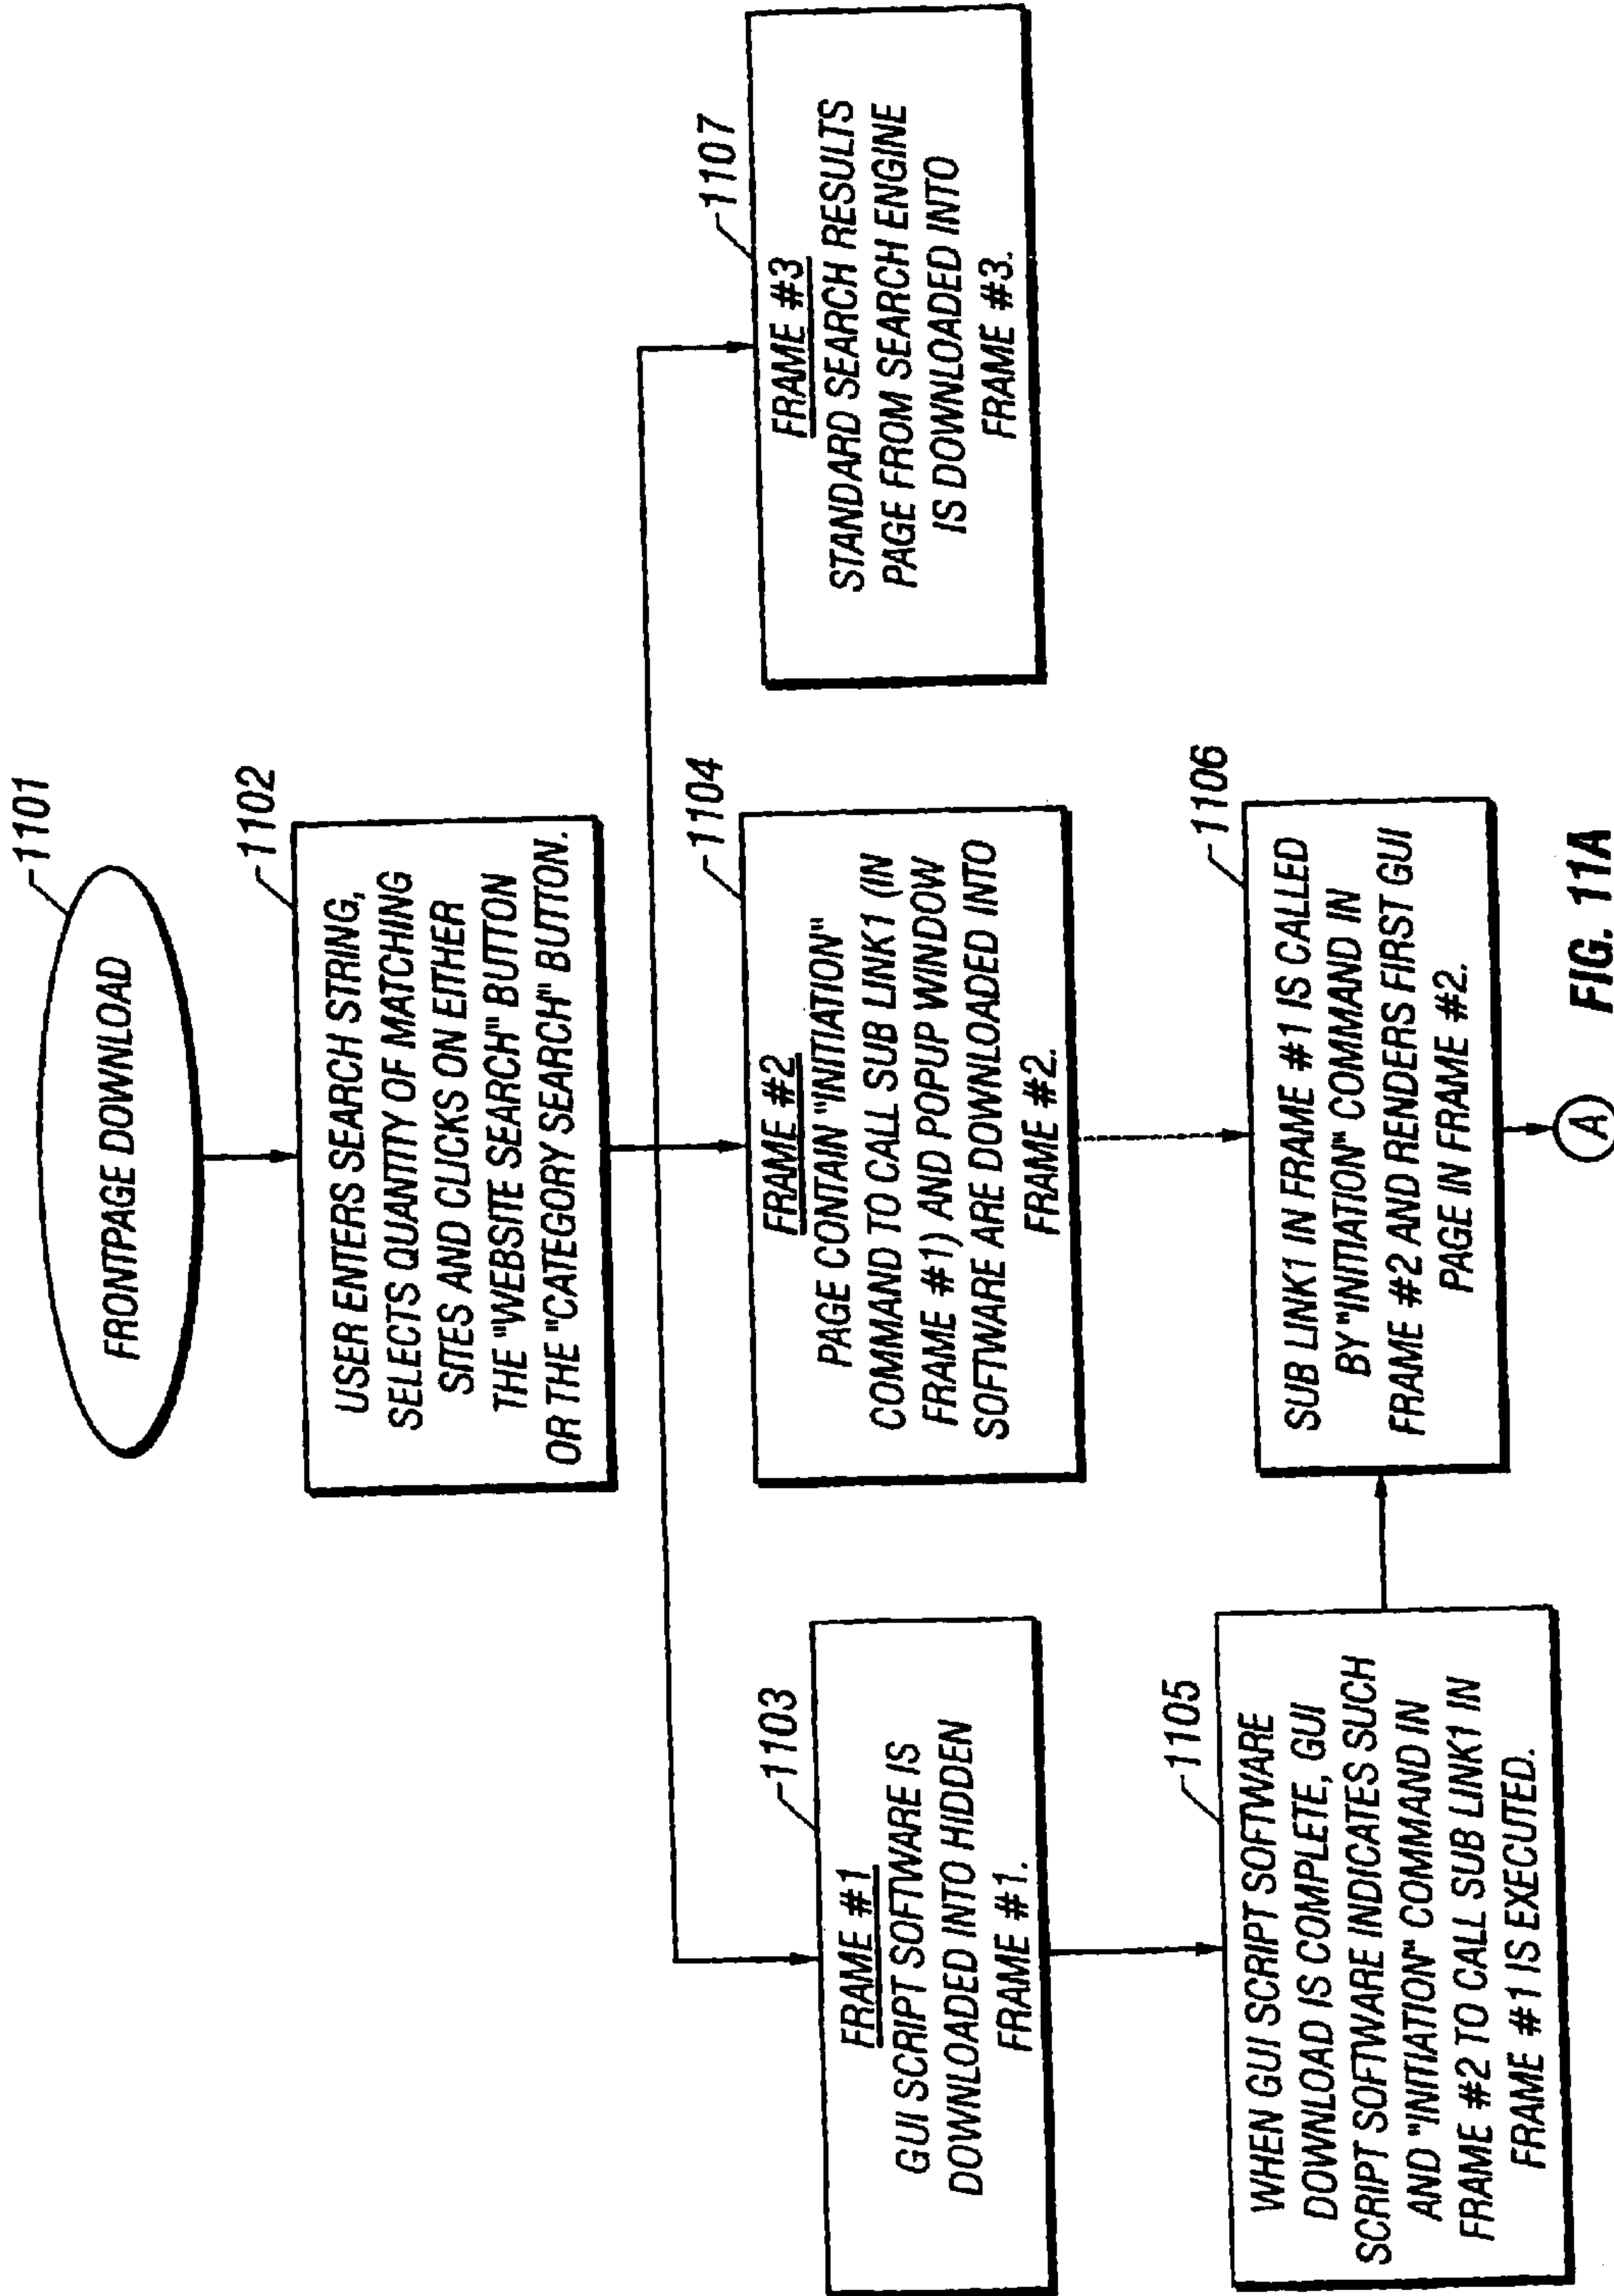 1101
FRONTPAGE DOWNLOAD
1102
USER ENTERS SEARCH STRING,
SELECTS QUANTITY OF MATCHING
SITES AND CLICKS ON EITHER
THE "WEBSITE SEARCH" BUTTON
OR THE "CATEGORY SEARCH" BUTTON.
1103
FRAME #1
GUI SCRIPT SOFTWARE IS
DOWNLOADED INTO HIDDEN
FRAME #1.
1104
FRAME #2
PAGE CONTAIN "INITIATION"
COMMAND TO CALL SUB LINK1 (IN
FRAME #1) AND POPUP WINDOW
SOFTWARE ARE DOWNLOADED INTO
FRAME #2.
1107
FRAME #3
STANDARD SEARCH RESULTS
PAGE FROM SEARCH ENGINE
IS DOWNLOADED INTO
FRAME #3.
1105
WHEN GUI SCRIPT SOFTWARE
DOWNLOAD IS COMPLETE, GUI
SCRIPT SOFTWARE INDICATES SUCH
AND "INITIATION" COMMAND IN
FRAME #2 TO CALL SUB LINK1 IN
FRAME #1 IS EXECUTED.
1106
SUB LINK1 IN FRAME #1 IS CALLED
BY "INITIATION" COMMAND IN
FRAME #2 AND RENDERS FIRST GUI
PAGE IN FRAME #2.
A
FIG. 11A